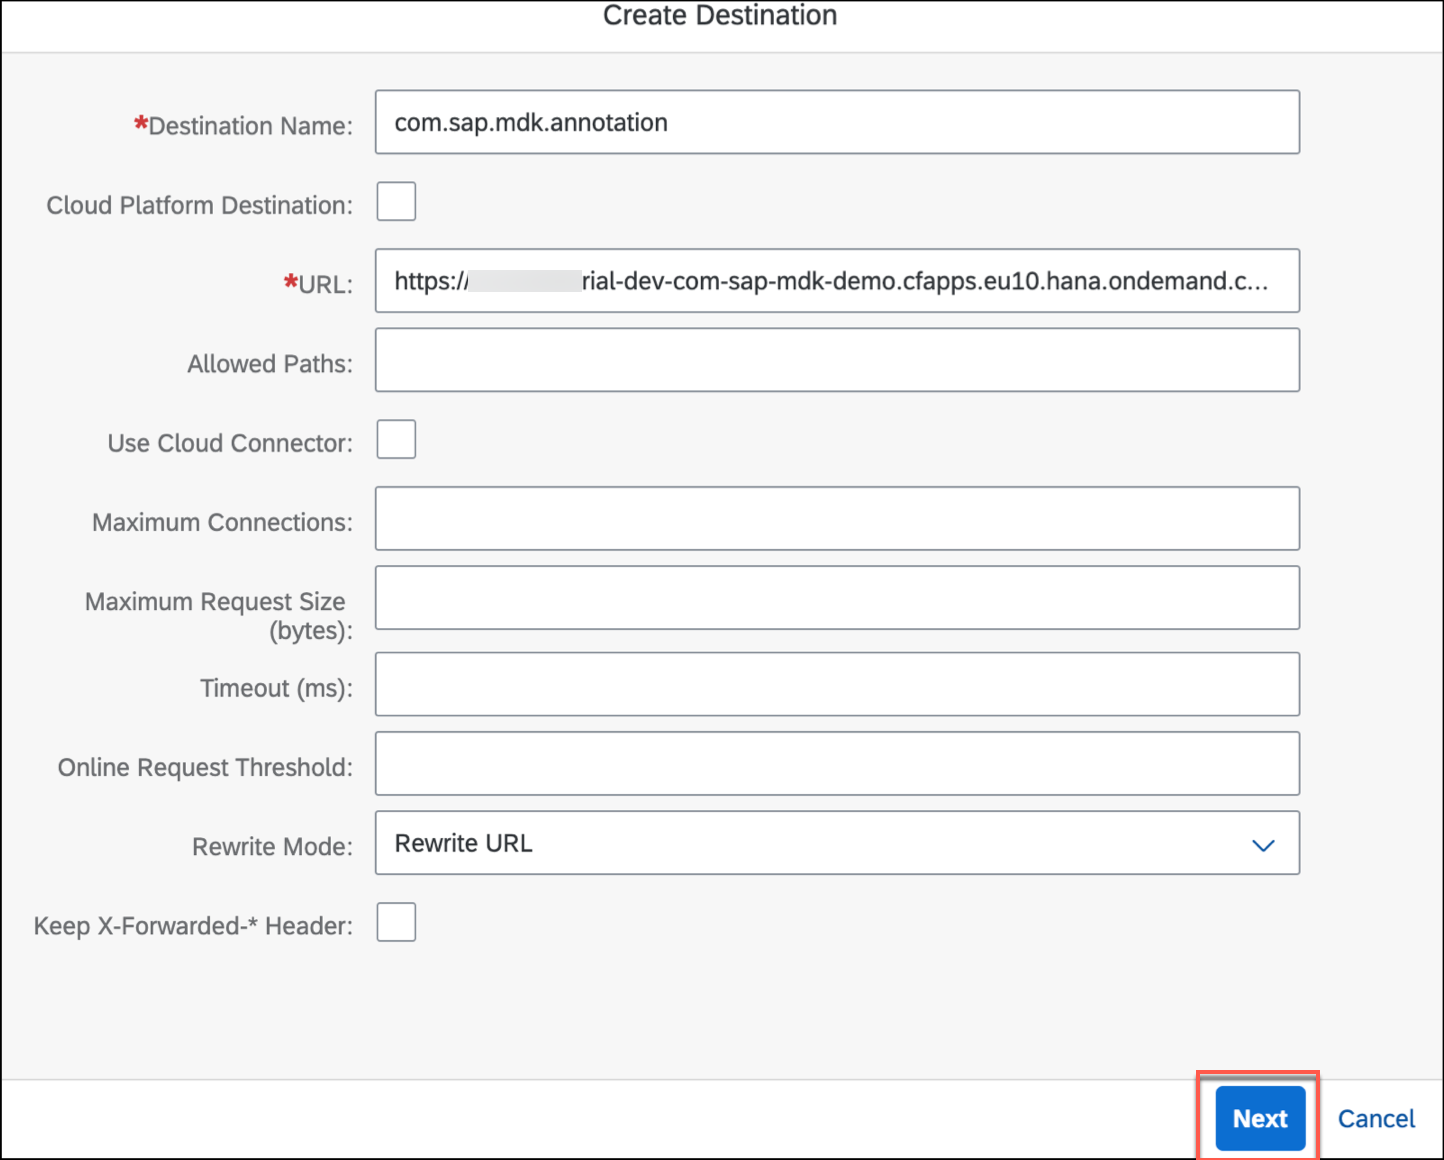 Create Destination
*Destination Name: com.sap.mdk.annotation
Cloud Platform Destination:
*URL: https:// rial-dev-com-sap-mdk-demo.cfapps.eu10.hana.ondemand.c...
Allowed Paths:
Use Cloud Connector:
Maximum Connections:
Maximum Request Size
(bytes):
Timeout (ms):
Online Request Threshold:
Rewrite Mode: Rewrite URL
Keep X-Forwarded-* Header:
Next Cancel